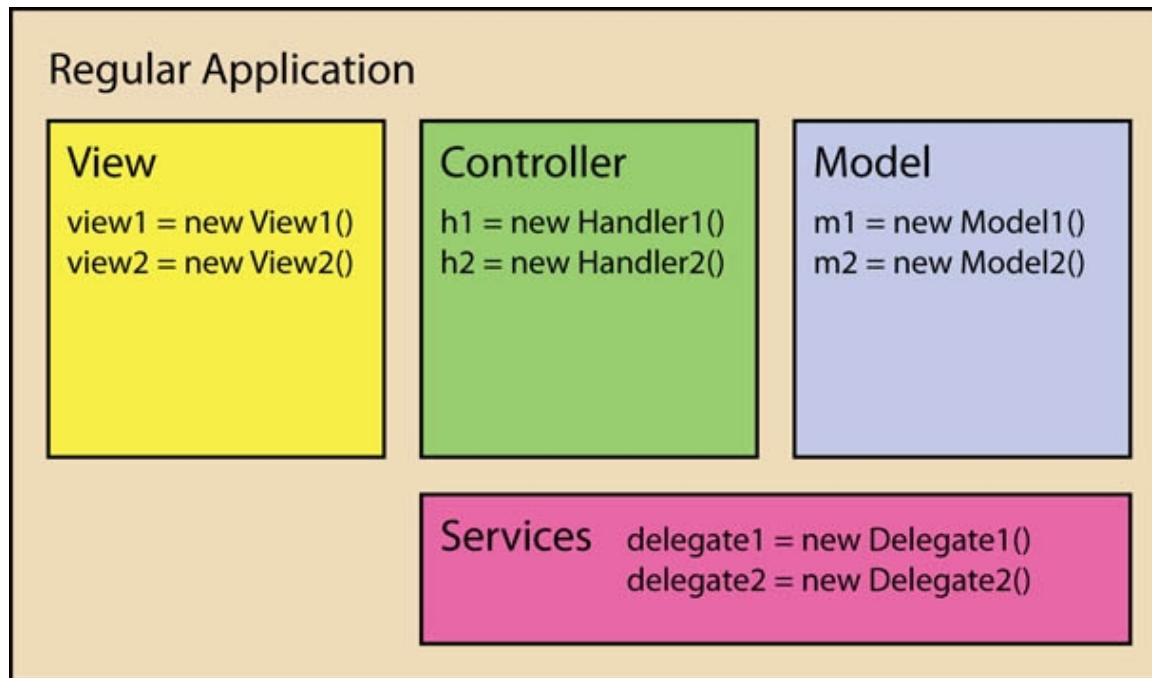 Regular Application
View
view1 = new View1()
view2 = new View2()
Controller
h1 = new Handler1()
h2 = new Handler2()
Model
m1 = new Model1()
m2 = new Model2()
Services
delegate1 = new Delegate1()
delegate2 = new Delegate2()